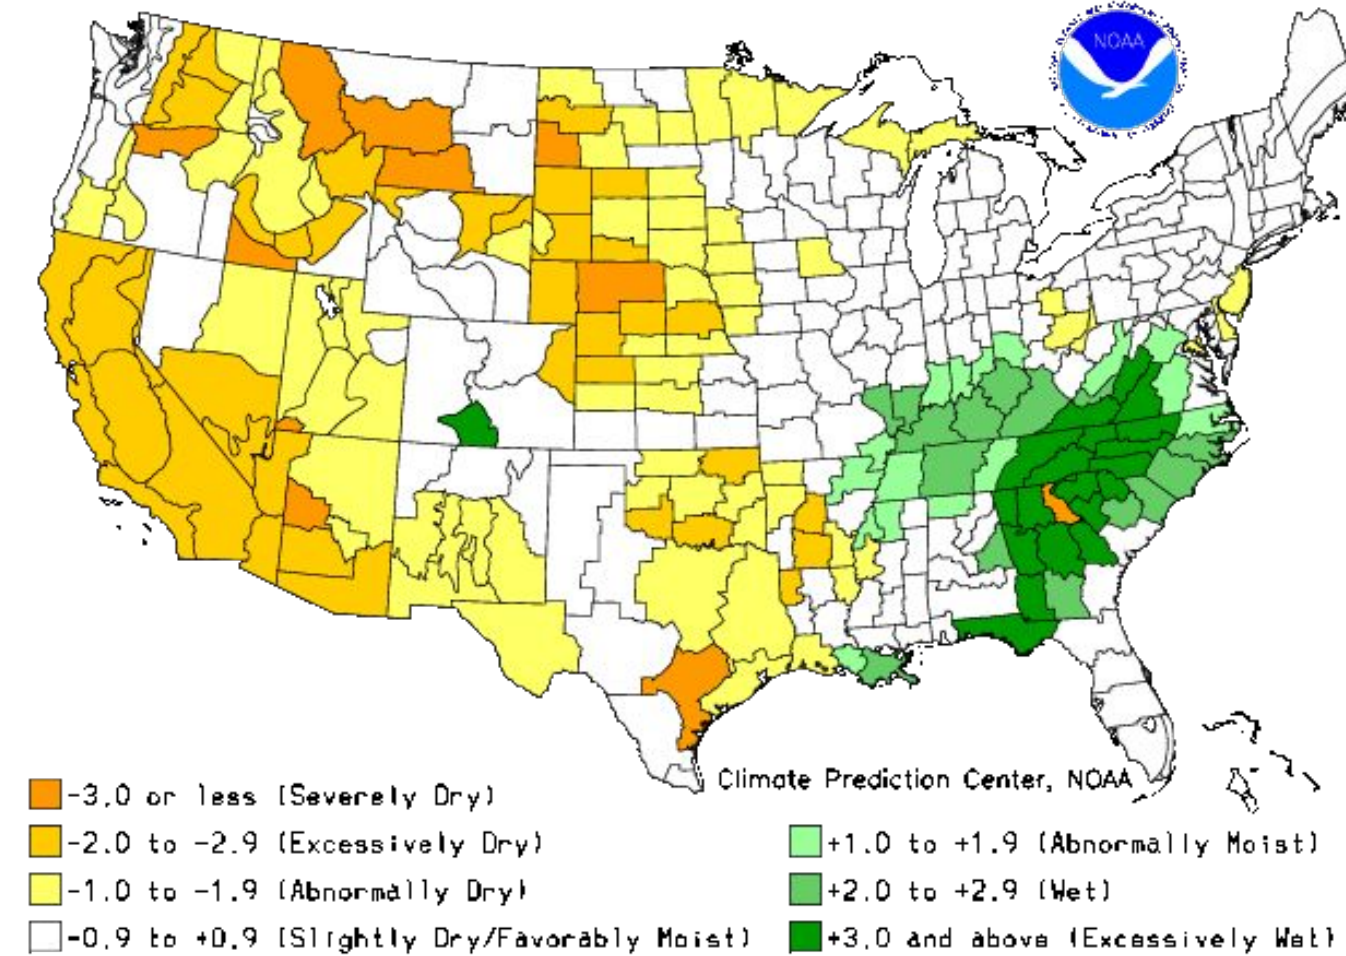 NOAA
Climate Prediction Center, NOAA
-3.0 or less (Severely Dry)
-2.0 to -2.9 (Excessively Dry)
-1.0 to -1.9 (Abnormally Dry)
-0.9 to +0.9 (Slightly Dry/Favorably Moist)
+1.0 to +1.9 (Abnormally Moist)
+2.0 to +2.9 (Wet)
+3.0 and above (Excessively Wet)